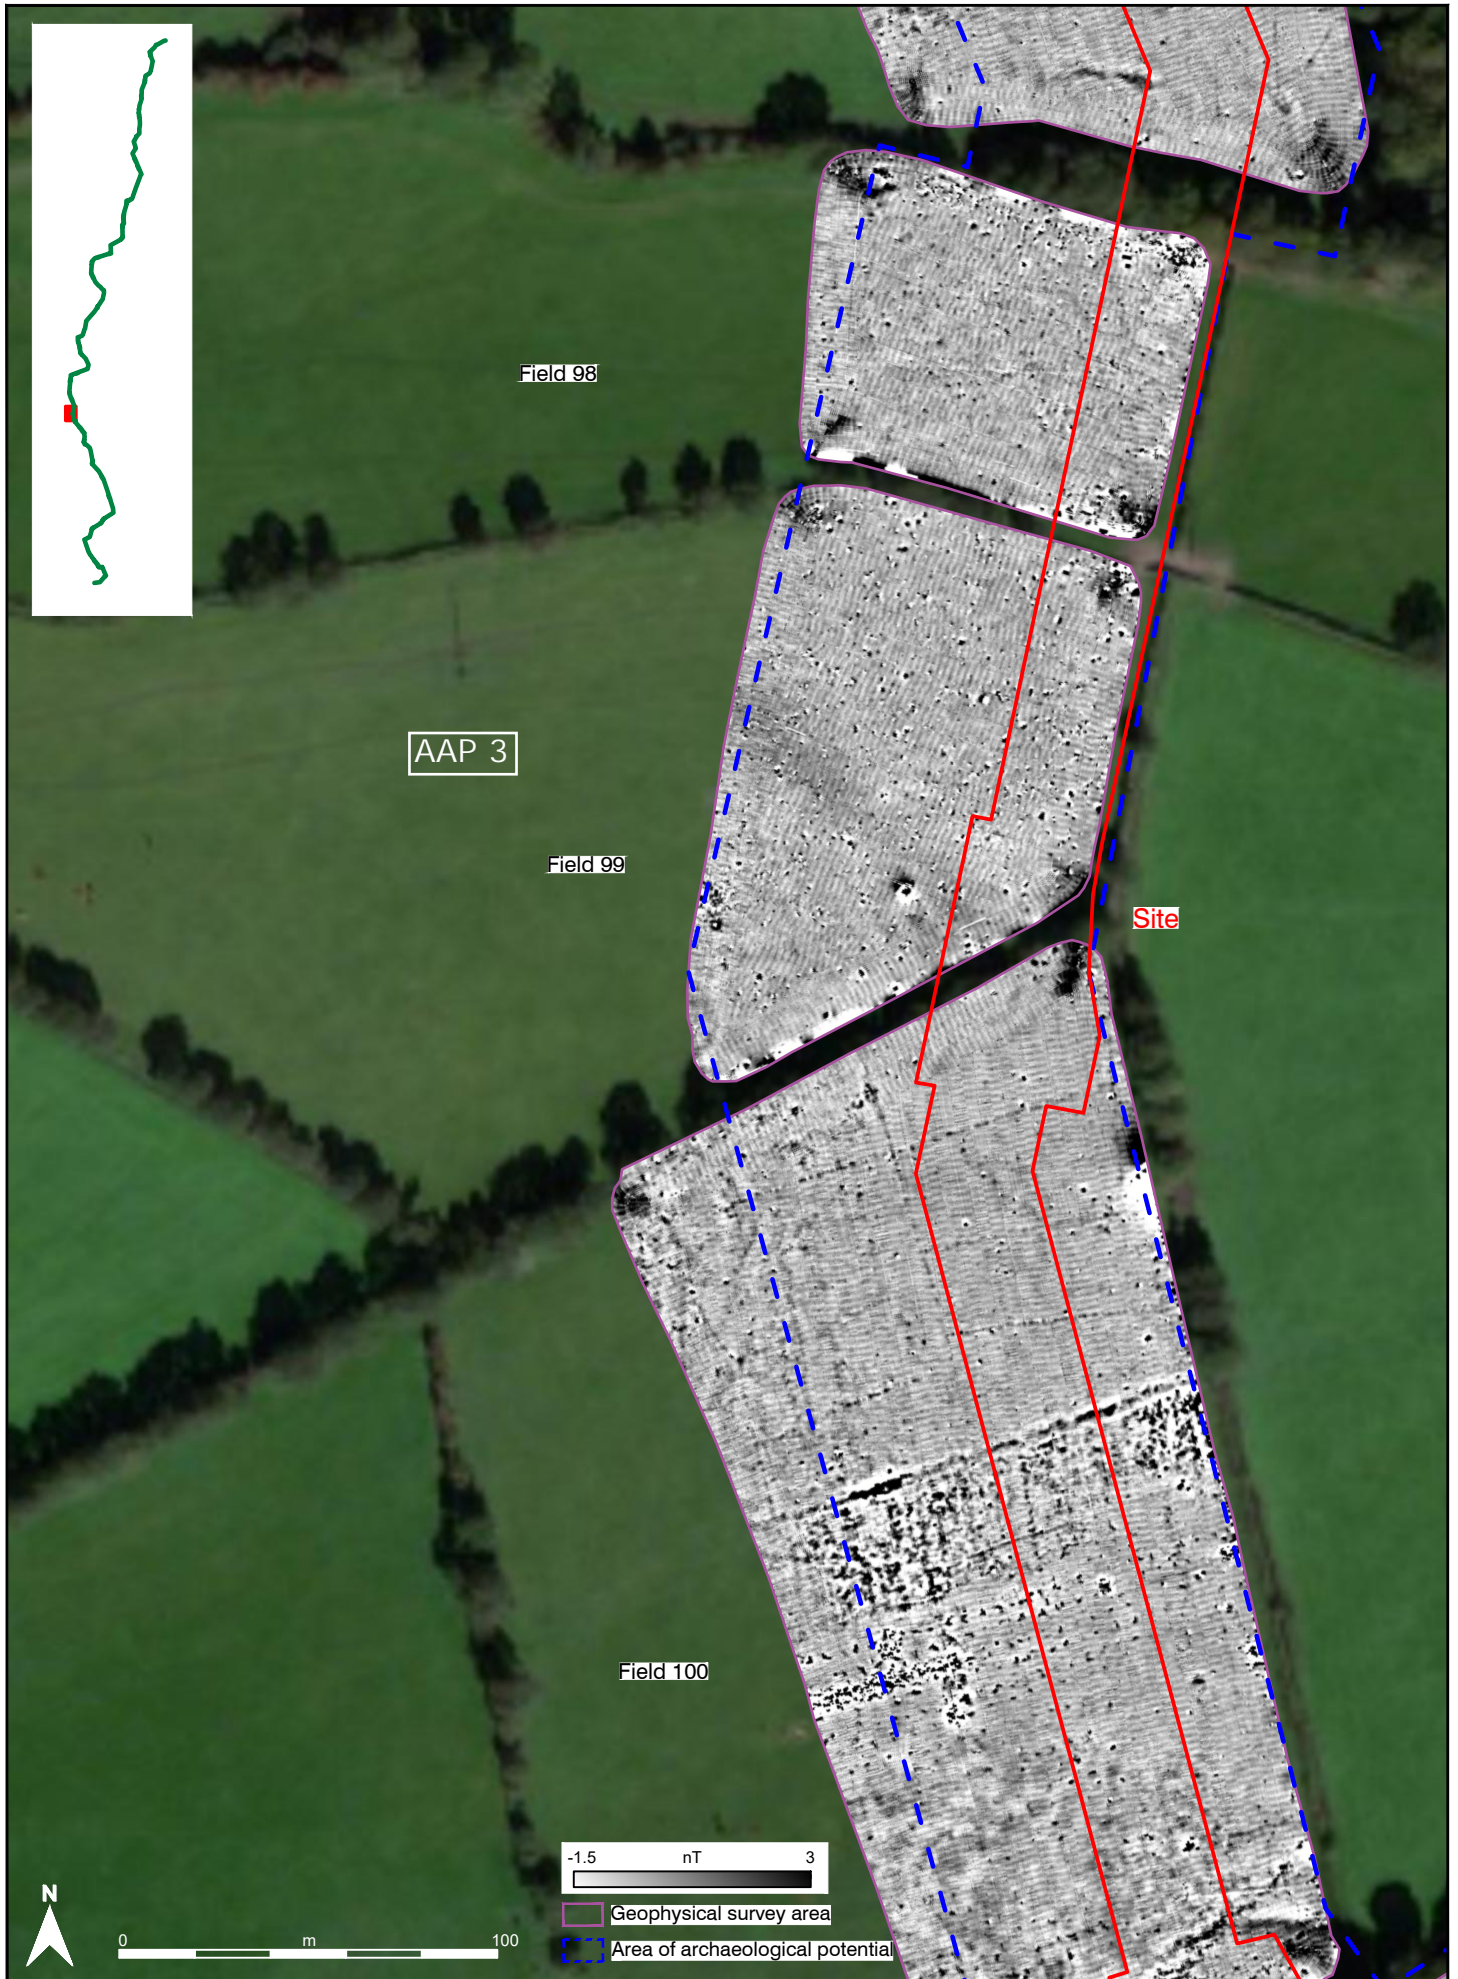 Field 98
AAP 3
Field 99
Site
Field 100
-1.5 nT 3
Geophysical survey area
Area of archaeological potential
N
0 m 100